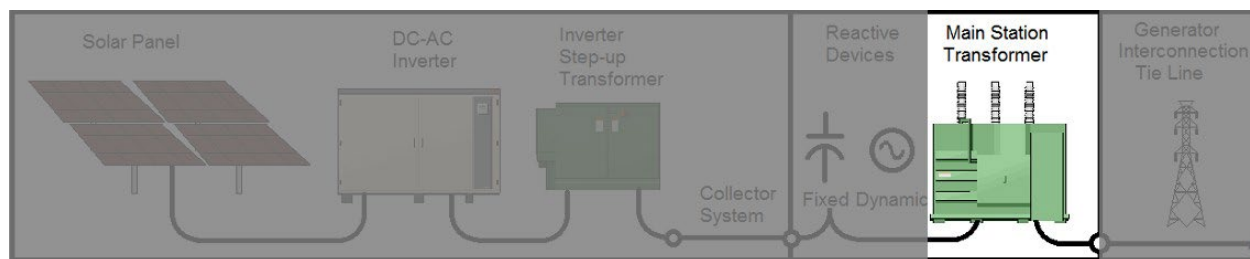 Solar Panel
DC-AC
Inverter
Inverter
Step-up
Transformer
Collector
System
Reactive
Devices
Fixed Dynamic
Main Station
Transformer
Generator
Interconnection
Tie Line